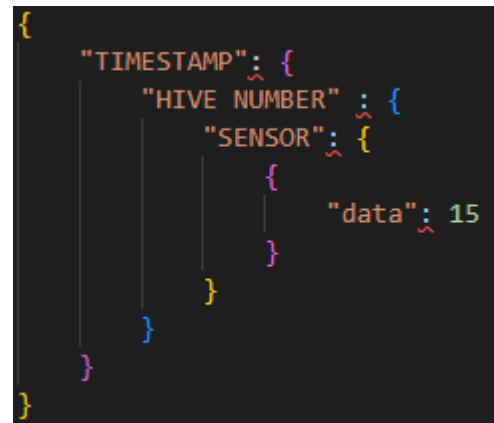 {
"TIMESTAMP": {
"HIVE NUMBER" : {
"SENSOR": {
{
"data": 15
}
}
}
}
}